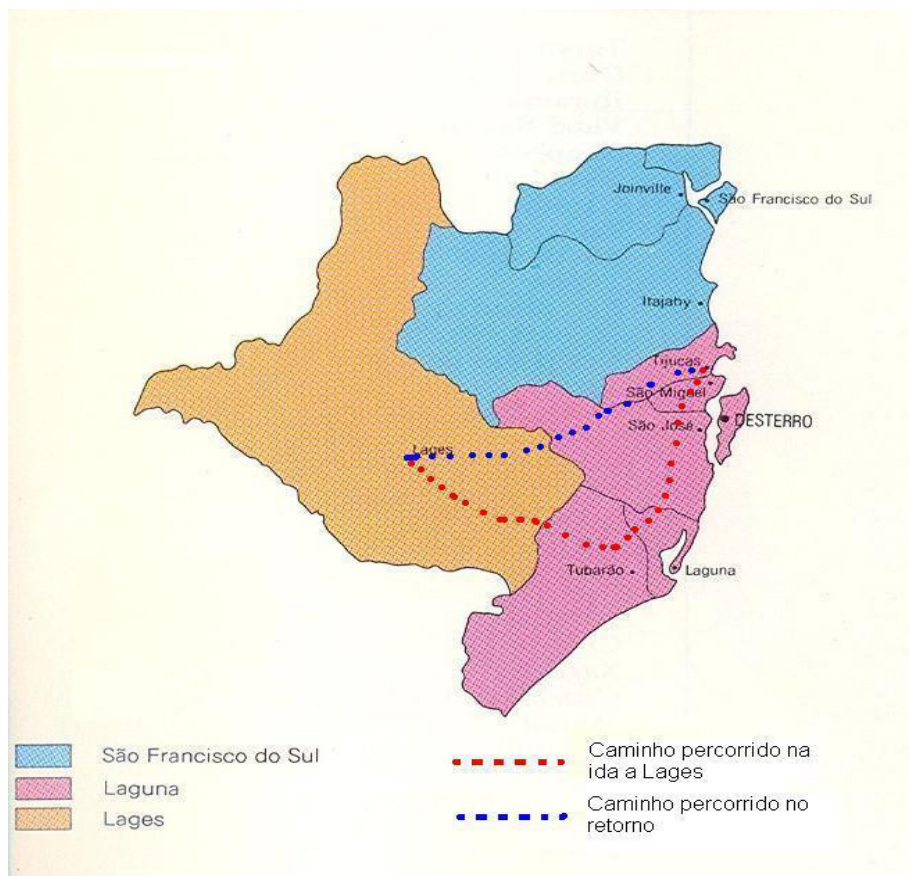 Joinville
São Francisco do Sul
Itajahy
Tijucas
São Miguel
DESTERRO
São José
Lages
Tubarão
Laguna
São Francisco do Sul
Laguna
Lages
Caminho percorrido na
ida a Lages
Caminho percorrido no
retorno